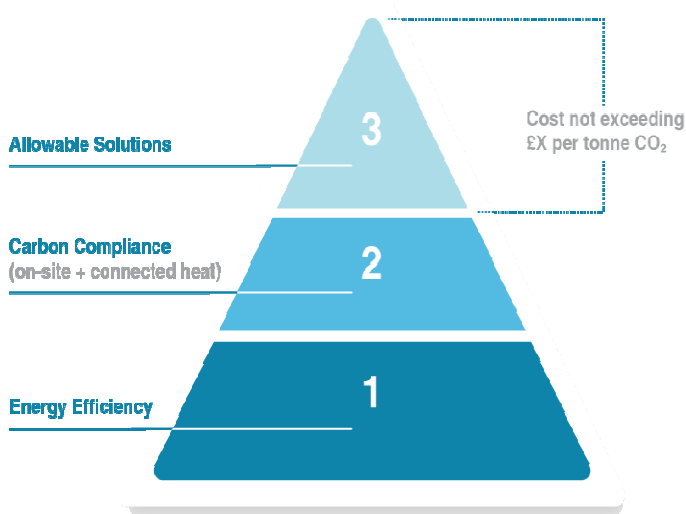 3
Allowable Solutions
Cost not exceeding
£X per tonne CO₂
Carbon Compliance
(on-site + connected heat)
2
1
Energy Efficiency